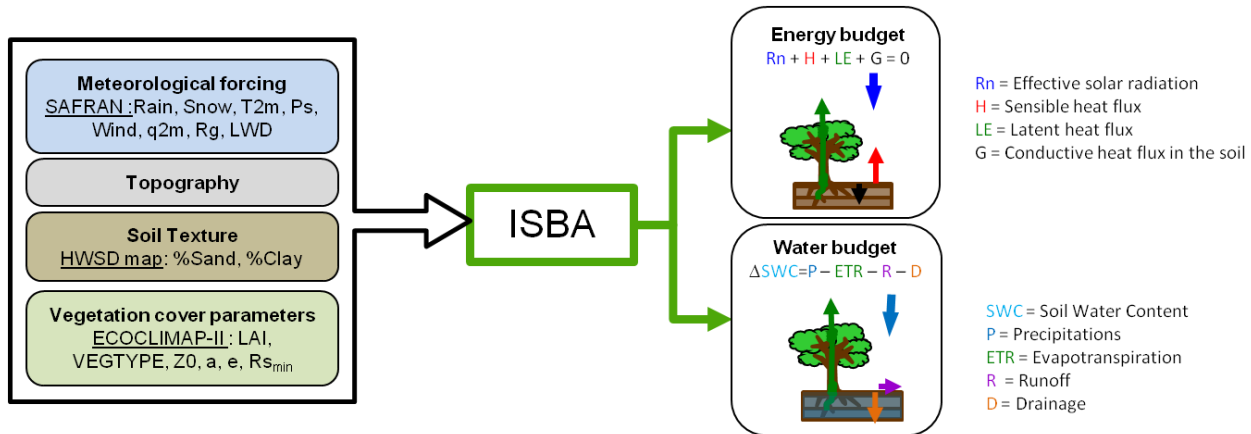 Meteorological forcing
SAFRAN :Rain, Snow, T2m, Ps,
Wind, q2m, Rg, LWD
Topography
Soil Texture
HWSD map: %Sand, %Clay
Vegetation cover parameters
ECOCLIMAP-II : LAI,
VEGTYPE, Z0, a, e, Rsmin
ISBA
Energy budget
Rn + H + LE + G = 0
Rn = Effective solar radiation
H = Sensible heat flux
LE = Latent heat flux
G = Conductive heat flux in the soil
Water budget
ΔSWC=P – ETR – R – D
SWC = Soil Water Content
P = Precipitations
ETR = Evapotranspiration
R = Runoff
D = Drainage